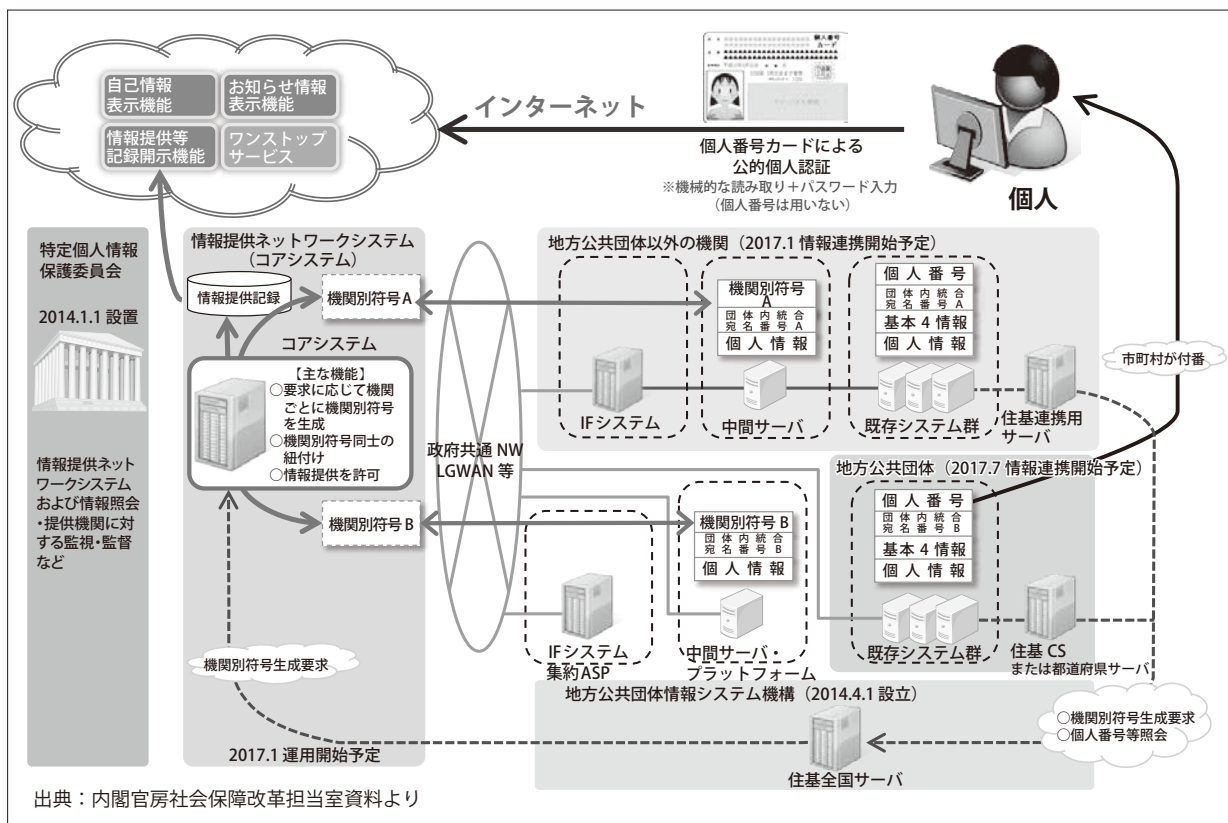 自己情報
表示機能
お知らせ情報
表示機能
情報提供等
記録開示機能
ワンストップ
サービス
インターネット
個人番号
カード
個人番号カードによる
公的個人認証
※機械的な読み取り＋パスワード入力
（個人番号は用いない）
個人
特定個人情報
保護委員会
2014.1.1 設置
情報提供ネット
ワークシステム
および情報照会
・提供機関に対
する監視・監督
など
情報提供ネットワークシステム
（コアシステム）
情報提供記録
機関別符号A
コアシステム
【主な機能】
○要求に応じて機関
ごとに機関別符号
を生成
○機関別符号同士の
紐付け
○情報提供を許可
機関別符号B
機関別符号生成要求
2017.1 運用開始予定
政府共通 NW
LGWAN 等
地方公共団体以外の機関（2017.1 情報連携開始予定）
IFシステム
機関別符号
A
団体内統合
宛名番号A
個人情報
中間サーバ
個人番号
団体内統合
宛名番号A
基本4情報
個人情報
既存システム群
住基連携用
サーバ
市町村が付番
地方公共団体（2017.7 情報連携開始予定）
機関別符号B
団体内統合
宛名番号B
個人情報
個人番号
団体内統合
宛名番号B
基本4情報
個人情報
IFシステム
集約ASP
中間サーバ・
プラットフォーム
既存システム群
住基 CS
または都道府県サーバ
地方公共団体情報システム機構（2014.4.1 設立）
○機関別符号生成要求
○個人番号等照会
住基全国サーバ
出典：内閣官房社会保障改革担当室資料より